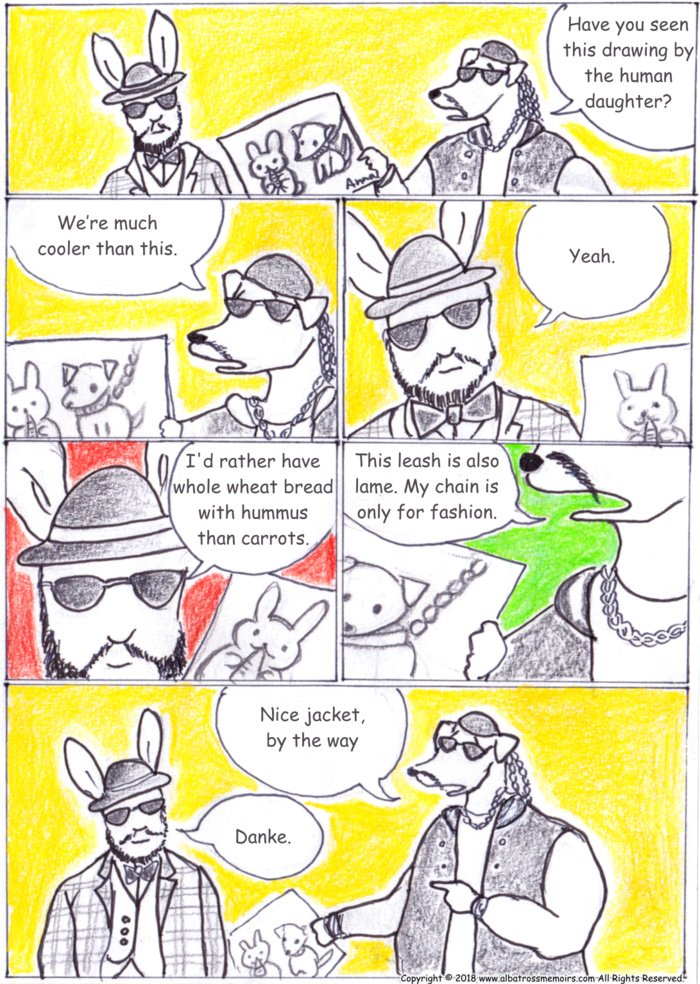 Have you seen
this drawing by
the human
daughter?
Anna
We're much
cooler than this.
Yeah.
I'd rather have
whole wheat bread
with hummus
than carrots.
This leash is also
lame. My chain is
only for fashion.
Nice jacket,
by the way
Danke.
Copyright © 2018 www.albatrossmemoirs.com All Rights Reserved.